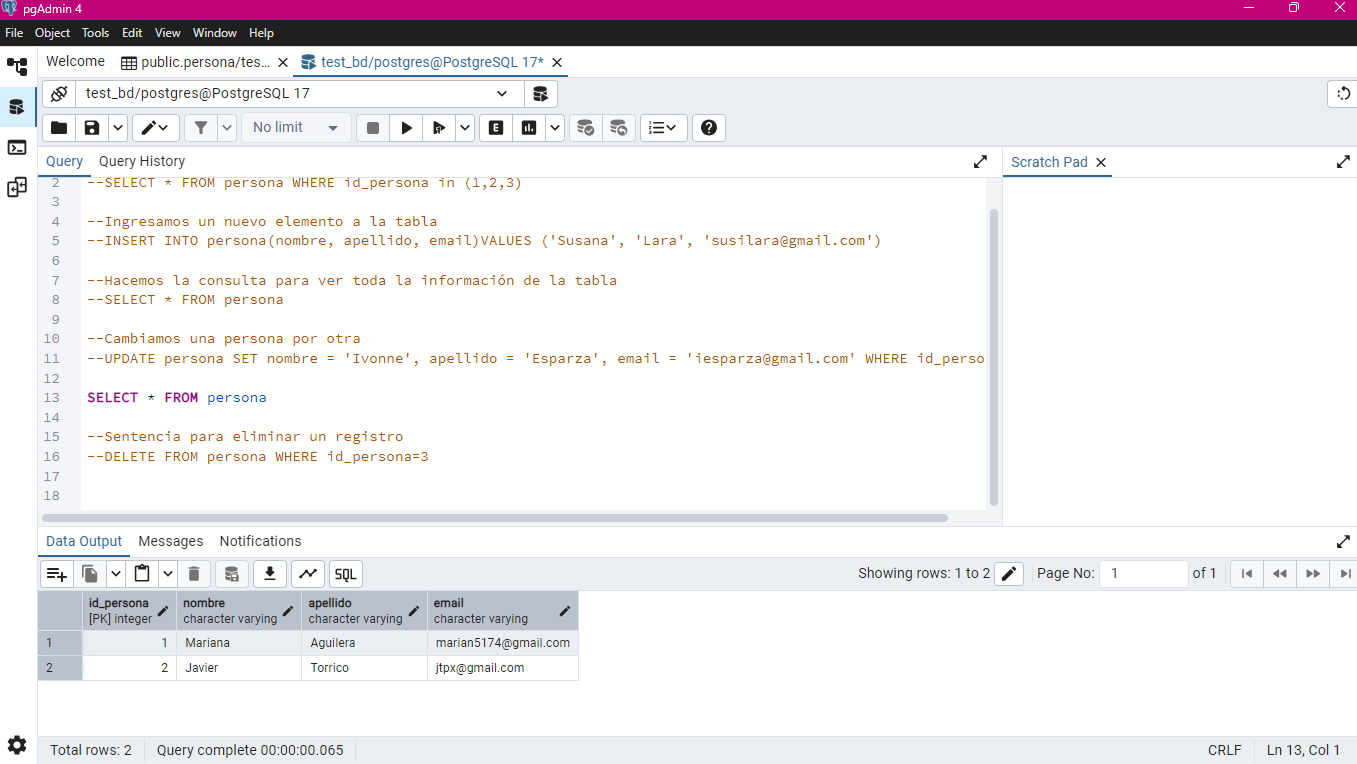 pgAdmin 4
File Object Tools Edit View Window Help
Welcome public.persona/tes... test_bd/postgres@PostgreSQL 17*
test_bd/postgres@PostgreSQL 17
No limit
Query Query History Scratch Pad
2 --SELECT * FROM persona WHERE id_persona in (1,2,3)
3
4 --Ingresamos un nuevo elemento a la tabla
5 --INSERT INTO persona(nombre, apellido, email)VALUES ('Susana', 'Lara', 'susilara@gmail.com')
6
7 --Hacemos la consulta para ver toda la información de la tabla
8 --SELECT * FROM persona
9
10 --Cambiamos una persona por otra
11 --UPDATE persona SET nombre = 'Ivonne', apellido = 'Esparza', email = 'iesparza@gmail.com' WHERE id_perso
12
13 SELECT * FROM persona
14
15 --Sentencia para eliminar un registro
16 --DELETE FROM persona WHERE id_persona=3
17
18
Data Output Messages Notifications
SQL Showing rows: 1 to 2 Page No: 1 of 1
id_persona nombre apellido email
[PK] integer character varying character varying character varying
1 1 Mariana Aguilera marian5174@gmail.com
2 2 Javier Torrico jtpx@gmail.com
Total rows: 2 Query complete 00:00:00.065 CRLF Ln 13, Col 1